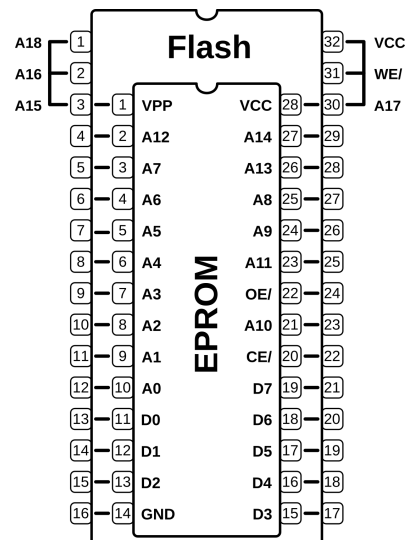 Flash
A18 1 32 VCC
A16 2 31 WE/
A15 3 1 VPP VCC 28 30 A17
4 2 A12 A14 27 29
5 3 A7 A13 26 28
6 4 A6 A8 25 27
7 5 A5 A9 24 26
8 6 A4 A11 23 25
9 7 A3 OE/ 22 24
10 8 A2 A10 21 23
11 9 A1 CE/ 20 22
12 10 A0 D7 19 21
13 11 D0 D6 18 20
14 12 D1 D5 17 19
15 13 D2 D4 16 18
16 14 GND D3 15 17
EPROM